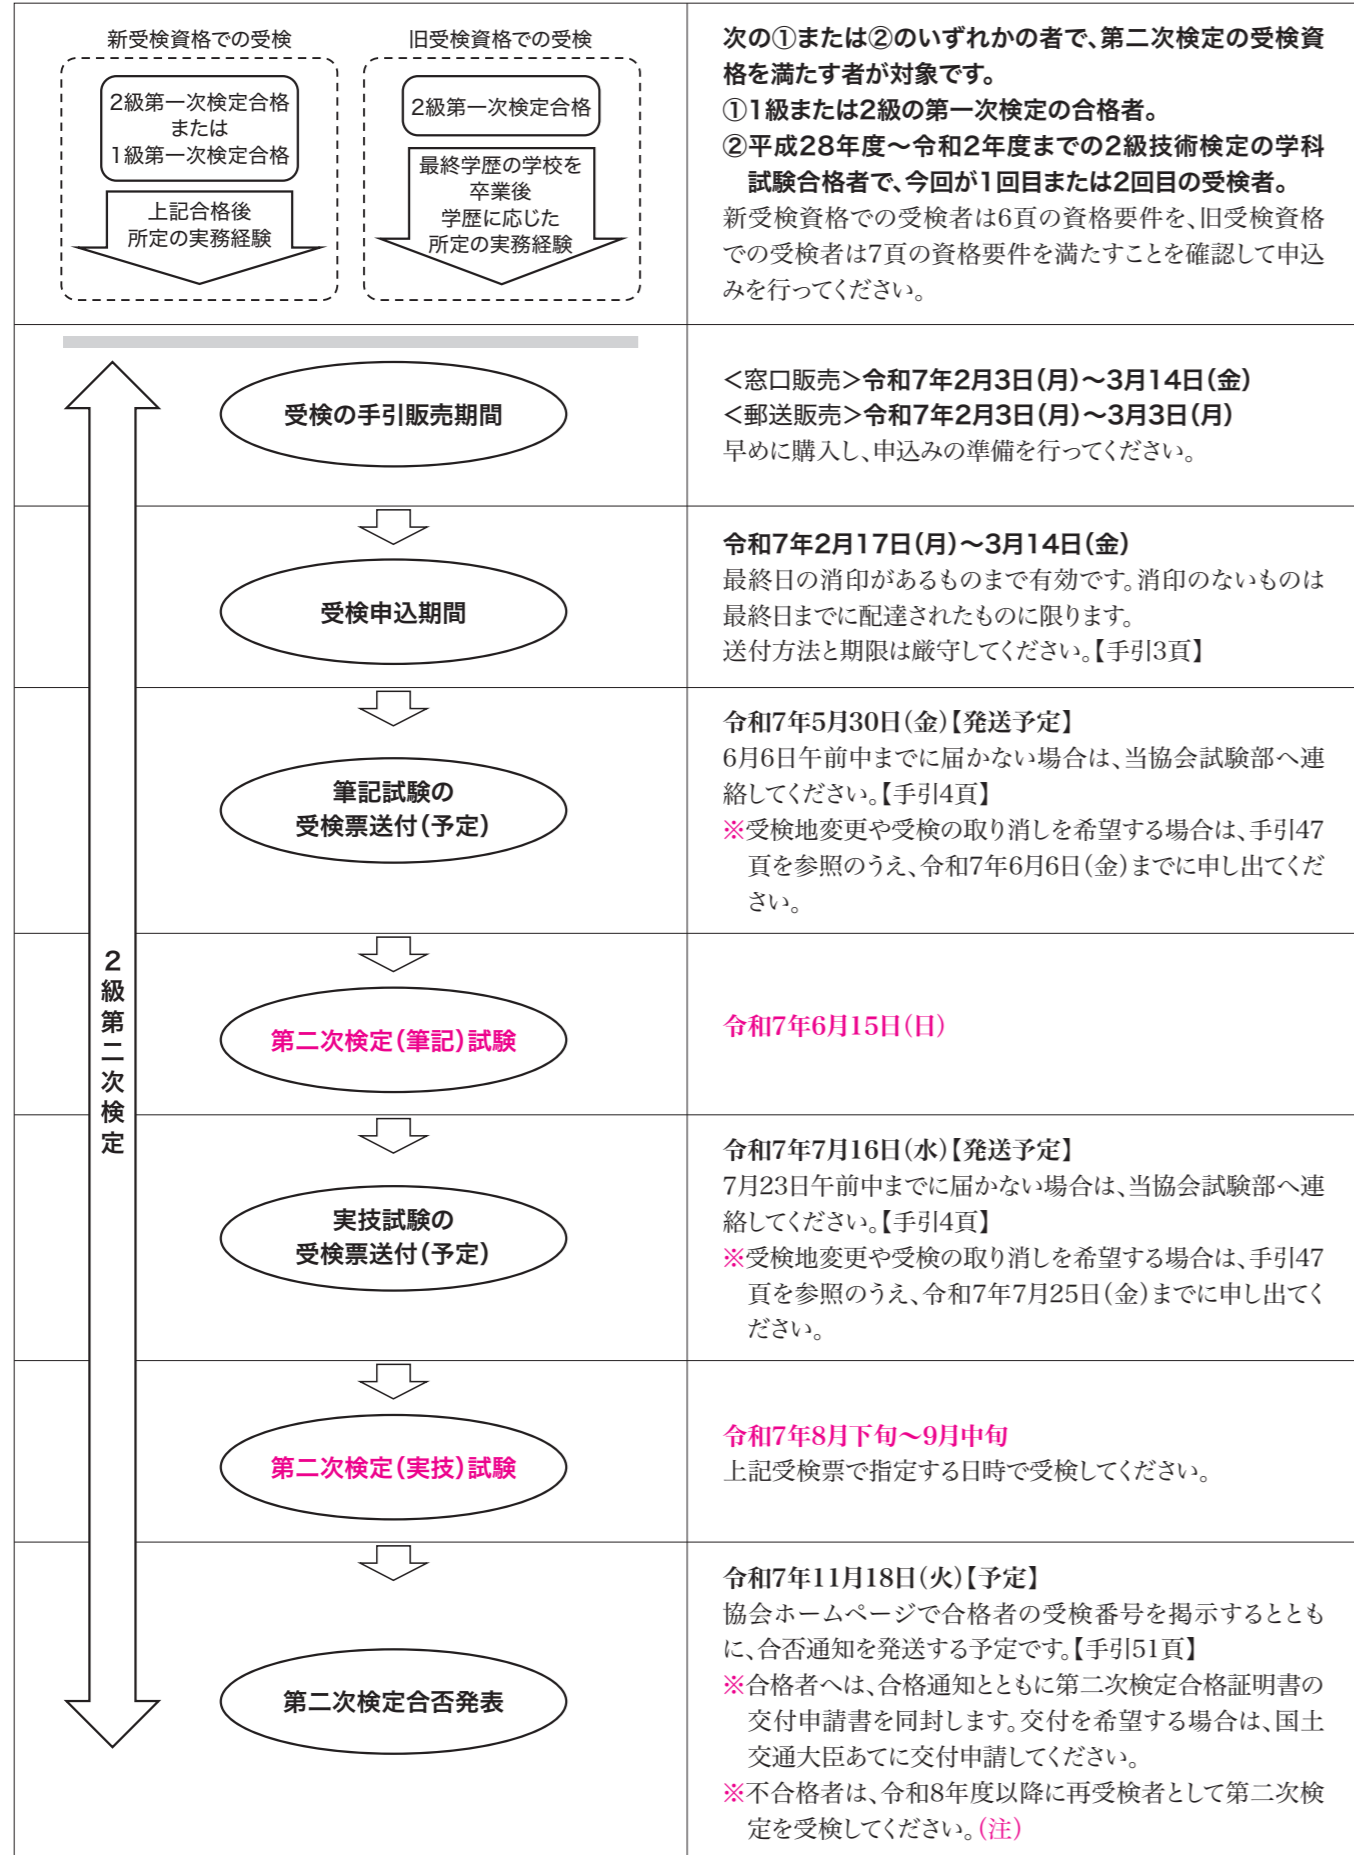 新受検資格での受検
2級第一次検定合格
または
1級第一次検定合格
上記合格後
所定の実務経験
旧受検資格での受検
2級第一次検定合格
最終学歴の学校を
卒業後
学歴に応じた
所定の実務経験
次の①または②のいずれかの者で、第二次検定の受検資
格を満たす者が対象です。
①1級または2級の第一次検定の合格者。
②平成28年度～令和2年度までの2級技術検定の学科
試験合格者で、今回が1回目または2回目の受検者。
新受検資格での受検者は6頁の資格要件を、旧受検資格
での受検者は7頁の資格要件を満たすことを確認して申込
みを行ってください。
2級第二次検定
受検の手引販売期間
＜窓口販売＞令和7年2月3日（月）～3月14日（金）
＜郵送販売＞令和7年2月3日（月）～3月3日（月）
早めに購入し、申込みの準備を行ってください。
受検申込期間
令和7年2月17日（月）～3月14日（金）
最終日の消印があるものまで有効です。消印のないものは
最終日までに配達されたものに限ります。
送付方法と期限は厳守してください。【手引3頁】
筆記試験の
受検票送付（予定）
令和7年5月30日（金）【発送予定】
6月6日午前中までに届かない場合は、当協会試験部へ連
絡してください。【手引4頁】
※受検地変更や受検の取り消しを希望する場合は、手引47
頁を参照のうえ、令和7年6月6日（金）までに申し出てくだ
さい。
第二次検定（筆記）試験
令和7年6月15日（日）
実技試験の
受検票送付（予定）
令和7年7月16日（水）【発送予定】
7月23日午前中までに届かない場合は、当協会試験部へ連
絡してください。【手引4頁】
※受検地変更や受検の取り消しを希望する場合は、手引47
頁を参照のうえ、令和7年7月25日（金）までに申し出てく
ださい。
第二次検定（実技）試験
令和7年8月下旬～9月中旬
上記受検票で指定する日時で受検してください。
第二次検定合否発表
令和7年11月18日（火）【予定】
協会ホームページで合格者の受検番号を掲示するととも
に、合否通知を発送する予定です。【手引51頁】
※合格者へは、合格通知とともに第二次検定合格証明書の
交付申請書を同封します。交付を希望する場合は、国土
交通大臣あてに交付申請してください。
※不合格者は、令和8年度以降に再受検者として第二次検
定を受検してください。（注）